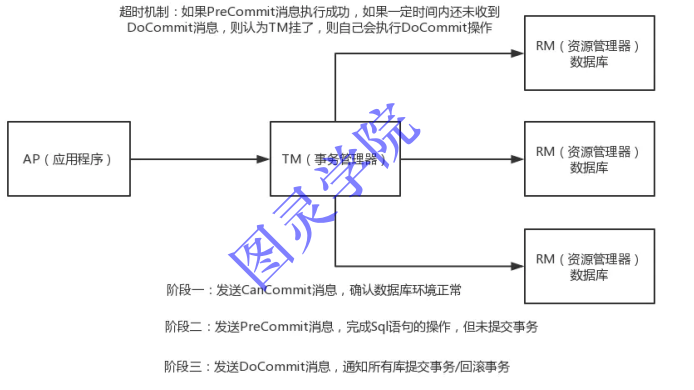 超时机制：如果PreCommit消息执行成功，如果一定时间内还未收到
DoCommit消息，则认为TM挂了，则自己会执行DoCommit操作
RM（资源管理器）
数据库
AP（应用程序）
TM（事务管理器）
RM（资源管理器）
数据库
RM（资源管理器）
数据库
图灵学院
阶段一：发送CanCommit消息，确认数据库环境正常
阶段二：发送PreCommit消息，完成Sql语句的操作，但未提交事务
阶段三：发送DoCommit消息，通知所有库提交事务/回滚事务